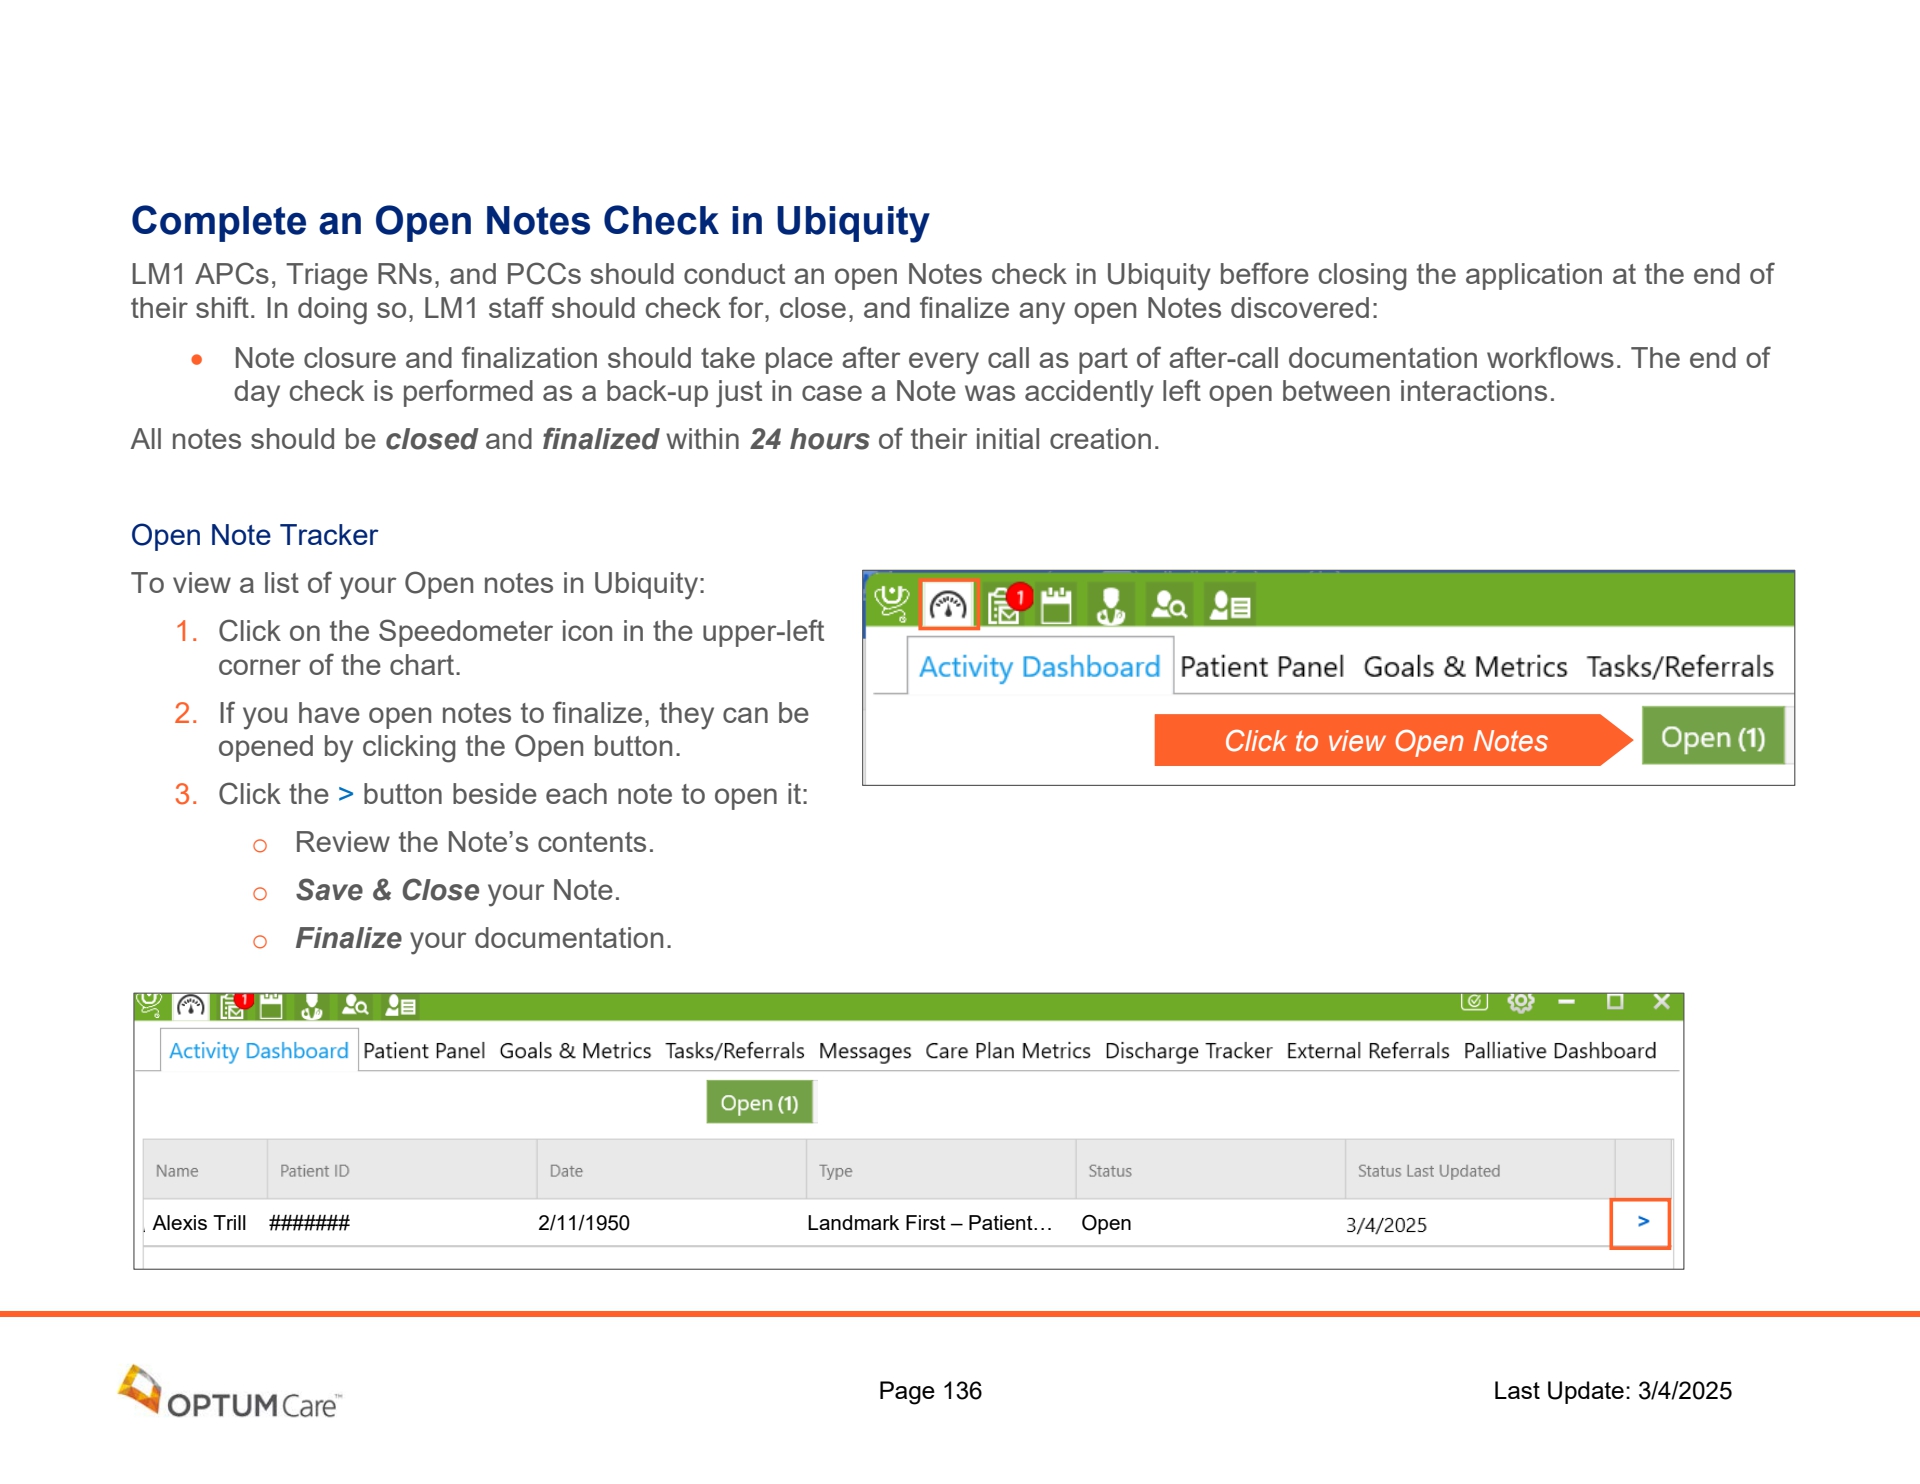 Complete an Open Notes Check in Ubiquity
LM1 APCs, Triage RNs, and PCCs should conduct an open Notes check in Ubiquity beffore closing the application at the end of
their shift. In doing so, LM1 staff should check for, close, and finalize any open Notes discovered:
• Note closure and finalization should take place after every call as part of after-call documentation workflows. The end of
day check is performed as a back-up just in case a Note was accidently left open between interactions.
All notes should be closed and finalized within 24 hours of their initial creation.
Open Note Tracker
To view a list of your Open notes in Ubiquity:
1. Click on the Speedometer icon in the upper-left
corner of the chart.
2. If you have open notes to finalize, they can be
opened by clicking the Open button.
3. Click the > button beside each note to open it:
o Review the Note's contents.
o Save & Close your Note.
o Finalize your documentation.
1
Activity Dashboard Patient Panel Goals & Metrics Tasks/Referrals
Click to view Open Notes Open (1)
1
Activity Dashboard Patient Panel Goals & Metrics Tasks/Referrals Messages Care Plan Metrics Discharge Tracker External Referrals Palliative Dashboard
Open (1)
Name Patient ID Date Type Status Status Last Updated
Alexis Trill ####### 2/11/1950 Landmark First – Patient… Open 3/4/2025 >
OPTUMCare™ Page 136 Last Update: 3/4/2025